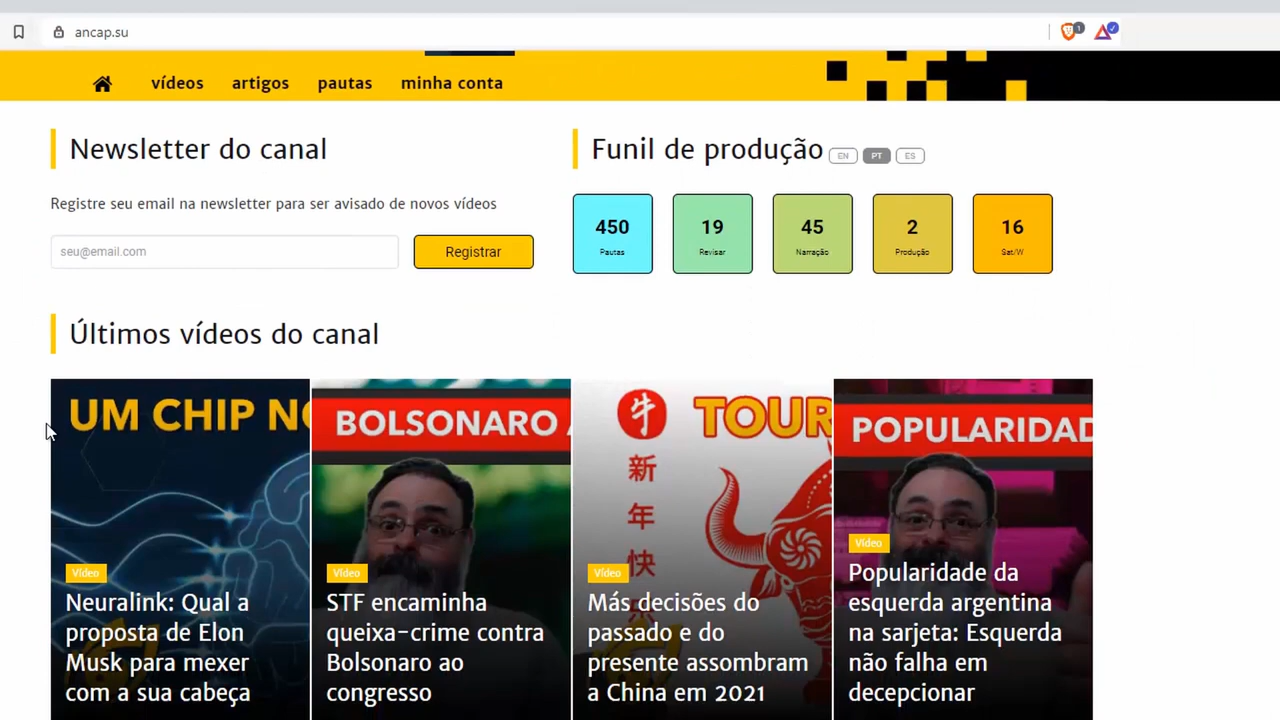 ancap.su
1
vídeos artigos pautas minha conta
Newsletter do canal
Registre seu email na newsletter para ser avisado de novos vídeos
seu@email.com
Registrar
Funil de produção EN PT ES
450 19 45 2 16
Pautas Revisar Narração Produção Sat/W
Últimos vídeos do canal
UM CHIP NO
Vídeo
Neuralink: Qual a
proposta de Elon
Musk para mexer
com a sua cabeça
BOLSONARO
Vídeo
STF encaminha
queixa-crime contra
Bolsonaro ao
congresso
牛
TOUR
新
年
快
Vídeo
Más decisões do
passado e do
presente assombram
a China em 2021
POPULARIDAD
Vídeo
Popularidade da
esquerda argentina
na sarjeta: Esquerda
não falha em
decepcionar